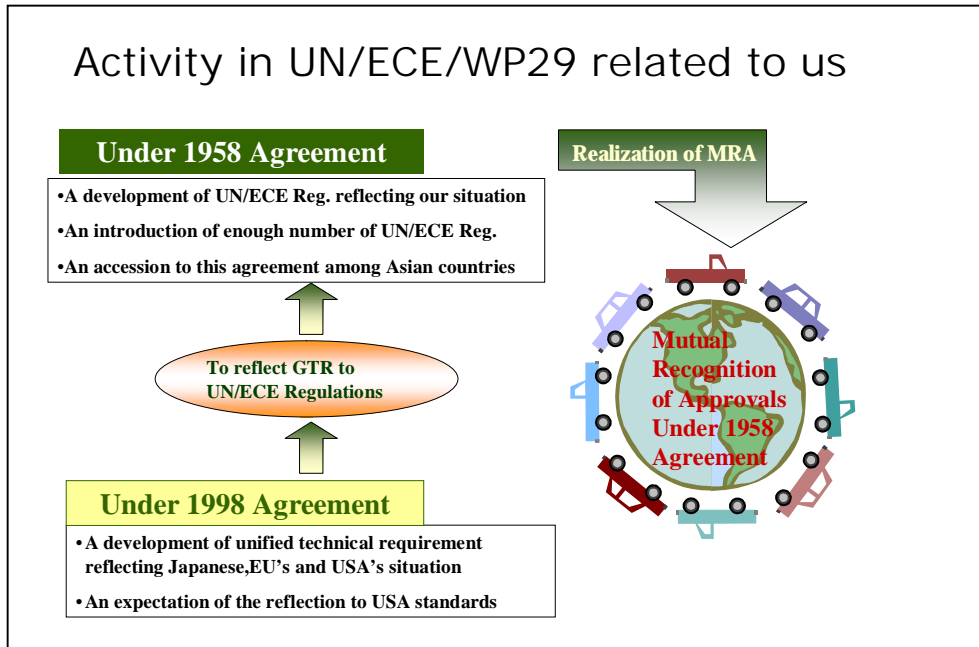 Activity in UN/ECE/WP29 related to us
Under 1958 Agreement
•A development of UN/ECE Reg. reflecting our situation
•An introduction of enough number of UN/ECE Reg.
•An accession to this agreement among Asian countries
To reflect GTR to
UN/ECE Regulations
Under 1998 Agreement
•A development of unified technical requirement
reflecting Japanese,EU's and USA's situation
•An expectation of the reflection to USA standards
Realization of MRA
Mutual
Recognition
of Approvals
Under 1958
Agreement